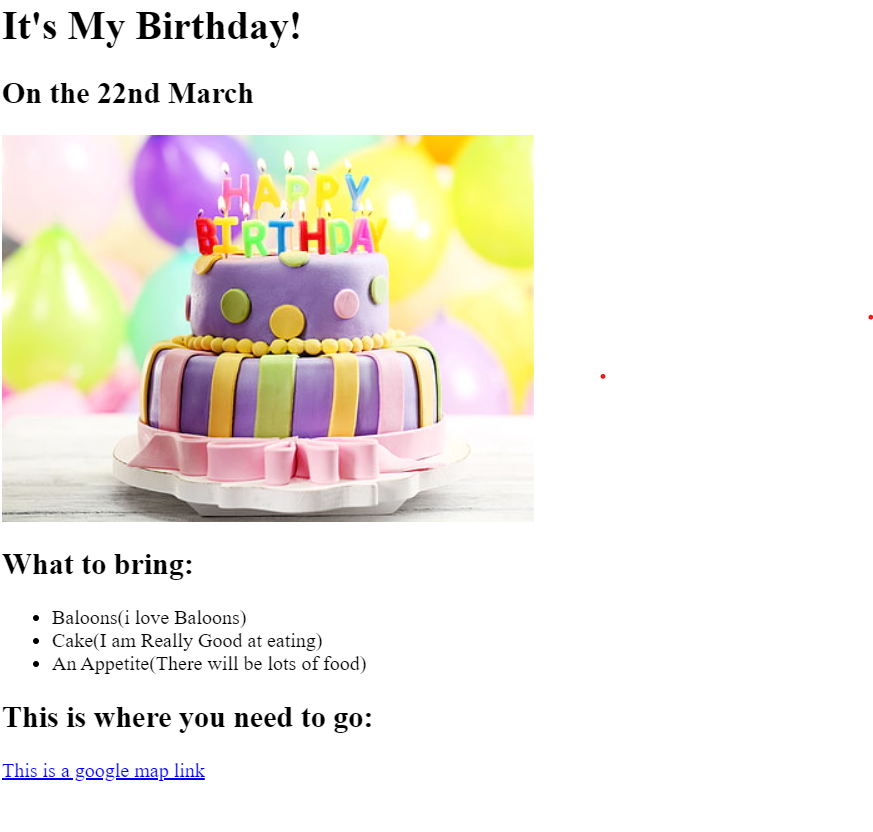 It's My Birthday!
On the 22nd March
HAPPY
BIRTHDAY
What to bring:
Baloons(i love Baloons)
Cake(I am Really Good at eating)
An Appetite(There will be lots of food)
This is where you need to go:
This is a google map link